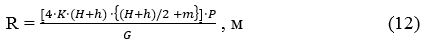 R = [4·K·(H+h)·{(H+h)/2 +m}]·P / G , м (12)